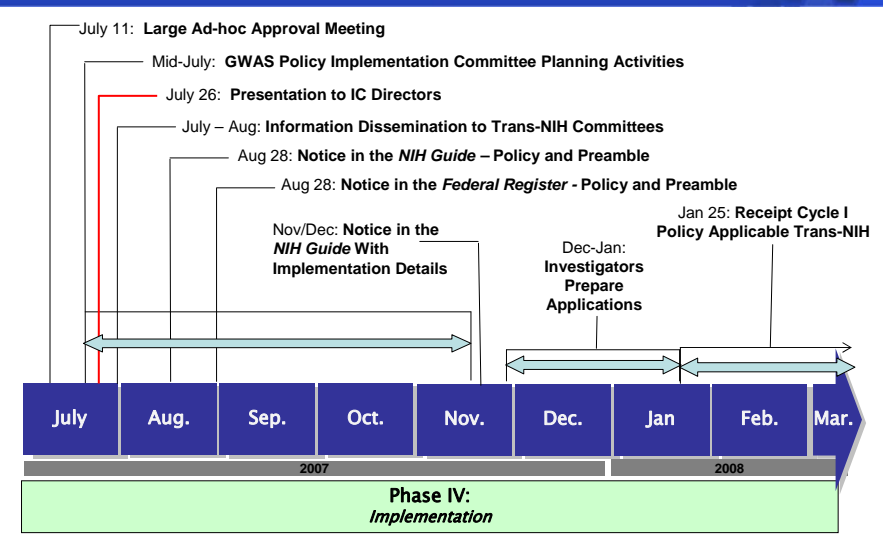 July 11: Large Ad-hoc Approval Meeting
Mid-July: GWAS Policy Implementation Committee Planning Activities
July 26: Presentation to IC Directors
July – Aug: Information Dissemination to Trans-NIH Committees
Aug 28: Notice in the NIH Guide – Policy and Preamble
Aug 28: Notice in the Federal Register - Policy and Preamble
Jan 25: Receipt Cycle I
Policy Applicable Trans-NIH
Nov/Dec: Notice in the
NIH Guide With
Implementation Details
Dec-Jan:
Investigators
Prepare
Applications
July
Aug.
Sep.
Oct.
Nov.
Dec.
Jan
Feb.
Mar.
2007
2008
Phase IV:
Implementation